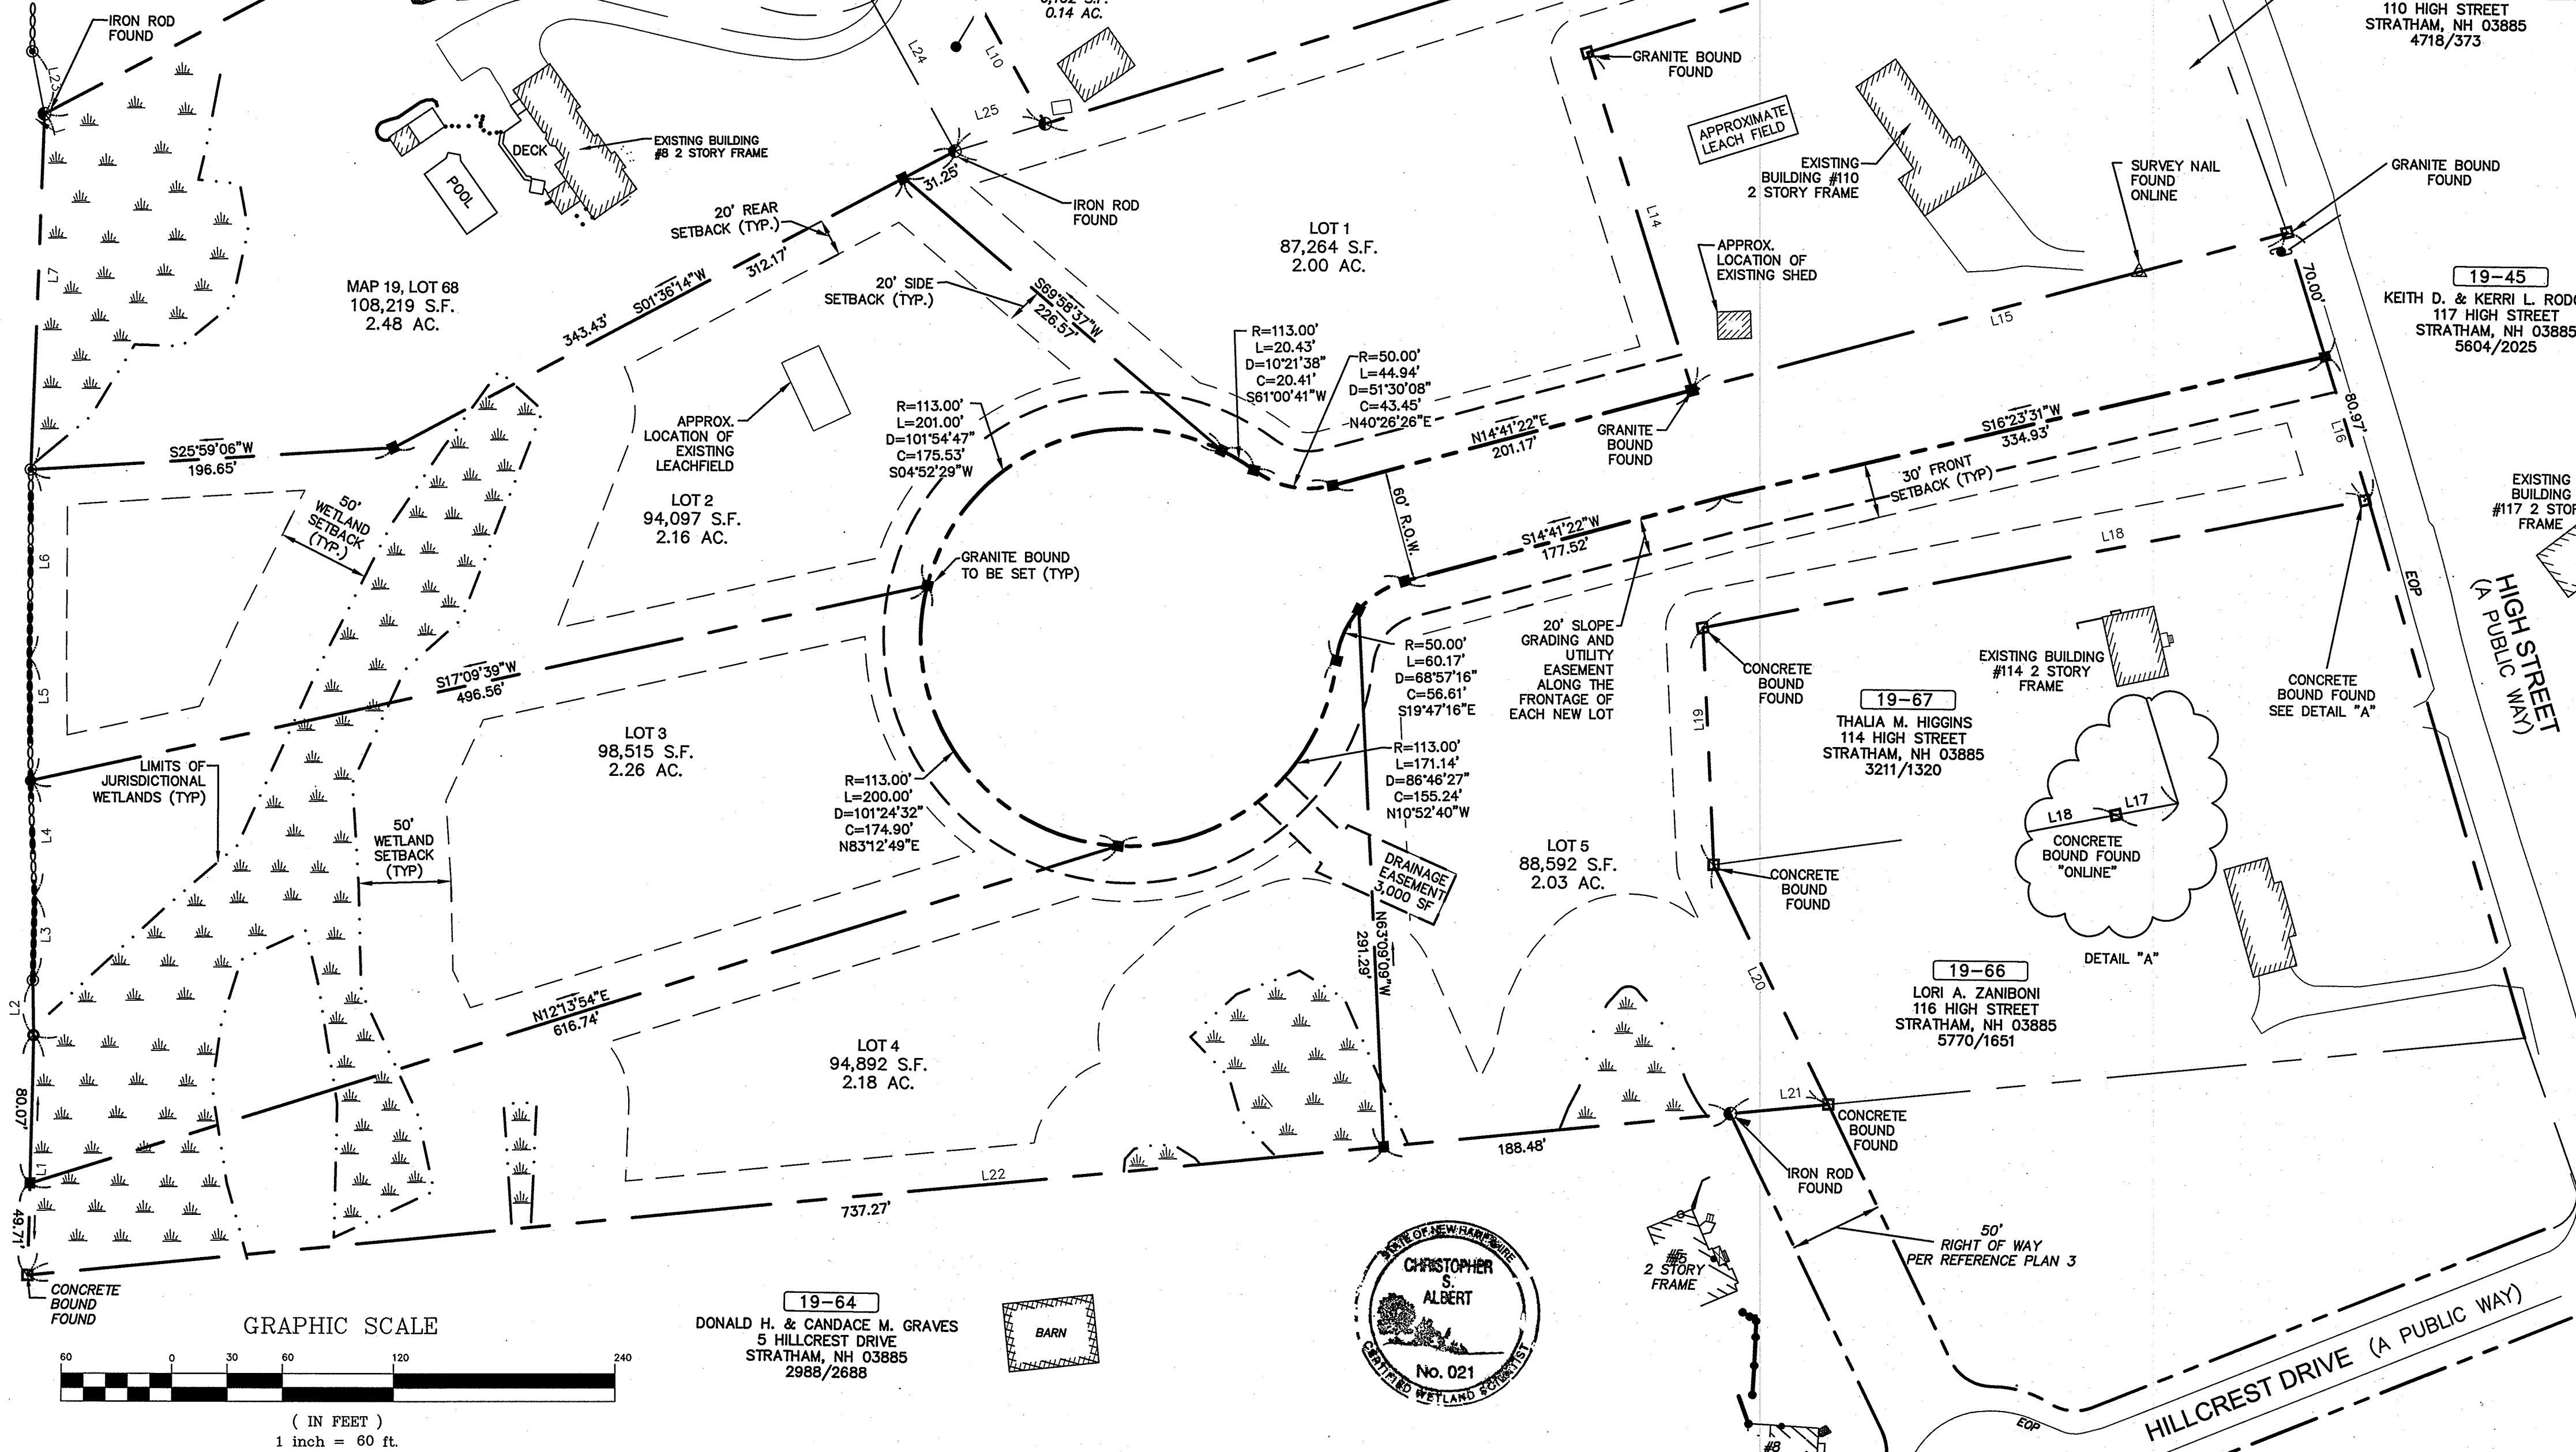 IRON ROD
FOUND
L23
L24
L10
0.14 AC.
L25
GRANITE BOUND
FOUND
110 HIGH STREET
STRATHAM, NH 03885
4718/373
EXISTING BUILDING
#8 2 STORY FRAME
DECK
POOL
31.25'
IRON ROD
FOUND
20' REAR
SETBACK (TYP.)
LOT 1
87,264 S.F.
2.00 AC.
L14
APPROXIMATE
LEACH FIELD
EXISTING
BUILDING #110
2 STORY FRAME
APPROX.
LOCATION OF
EXISTING SHED
SURVEY NAIL
FOUND
ONLINE
GRANITE BOUND
FOUND
70.00'
19-45
KEITH D. & KERRI L.
117 HIGH STREET
STRATHAM, NH 03885
5604/2025
L7
MAP 19, LOT 68
108,219 S.F.
2.48 AC.
343.43'
S01°36'14"W
312.17'
20' SIDE
SETBACK (TYP.)
S69°58'37"W
226.57'
R=113.00'
L=20.43'
D=10°21'38"
C=20.41'
S61°00'41"W
R=50.00'
L=44.94'
D=51°30'08"
C=43.45'
N40°26'26"E
L15
N14°41'22"E
201.17'
GRANITE
BOUND
FOUND
S16°23'31"W
334.93'
80.97'
L16
30' FRONT
SETBACK (TYP)
S25°59'06"W
196.65'
APPROX.
LOCATION OF
EXISTING
LEACHFIELD
R=113.00'
L=201.00'
D=101°54'47"
C=175.53'
S04°52'29"W
50'
WETLAND
SETBACK
(TYP.)
LOT 2
94,097 S.F.
2.16 AC.
GRANITE BOUND
TO BE SET (TYP)
60' R.O.W.
S14°41'22"W
177.52'
L18
EXISTING
BUILDING
#117 2 STORY
FRAME
EOP
HIGH STREET
(A PUBLIC WAY)
L6
L5
S17°09'39"W
496.56'
R=50.00'
L=60.17'
D=68°57'16"
C=56.61'
S19°47'16"E
20' SLOPE
GRADING AND
UTILITY
EASEMENT
ALONG THE
FRONTAGE OF
EACH NEW LOT
CONCRETE
BOUND
FOUND
L19
EXISTING BUILDING
#114 2 STORY
FRAME
19-67
THALIA M. HIGGINS
114 HIGH STREET
STRATHAM, NH 03885
3211/1320
CONCRETE
BOUND FOUND
SEE DETAIL "A"
LIMITS OF
JURISDICTIONAL
WETLANDS (TYP)
LOT 3
98,515 S.F.
2.26 AC.
R=113.00'
L=200.00'
D=101°24'32"
C=174.90'
N83°12'49"E
R=113.00'
L=171.14'
D=86°46'27"
C=155.24'
N10°52'40"W
L4
50'
WETLAND
SETBACK
(TYP)
LOT 5
88,592 S.F.
2.03 AC.
DRAINAGE
EASEMENT
3,000 SF
CONCRETE
BOUND
FOUND
L18
L17
CONCRETE
BOUND FOUND
"ONLINE"
DETAIL "A"
L3
L2
N63°09'09"W
291.29'
L20
19-66
LORI A. ZANIBONI
116 HIGH STREET
STRATHAM, NH 03885
5770/1651
N12°13'54"E
616.74'
LOT 4
94,892 S.F.
2.18 AC.
80.07'
L1
49.71'
L21
CONCRETE
BOUND
FOUND
188.48'
L22
737.27'
IRON ROD
FOUND
CONCRETE
BOUND
FOUND
50'
RIGHT OF WAY
PER REFERENCE PLAN 3
2 STORY
FRAME
GRAPHIC SCALE
60 0 30 60 120 240
( IN FEET )
1 inch = 60 ft.
19-64
DONALD H. & CANDACE M. GRAVES
5 HILLCREST DRIVE
STRATHAM, NH 03885
2988/2688
BARN
STATE OF NEW HAMPSHIRE
CHRISTOPHER
S.
ALBERT
No. 021
CERTIFIED WETLAND SCIENTIST
HILLCREST DRIVE (A PUBLIC WAY)
EOP
#8